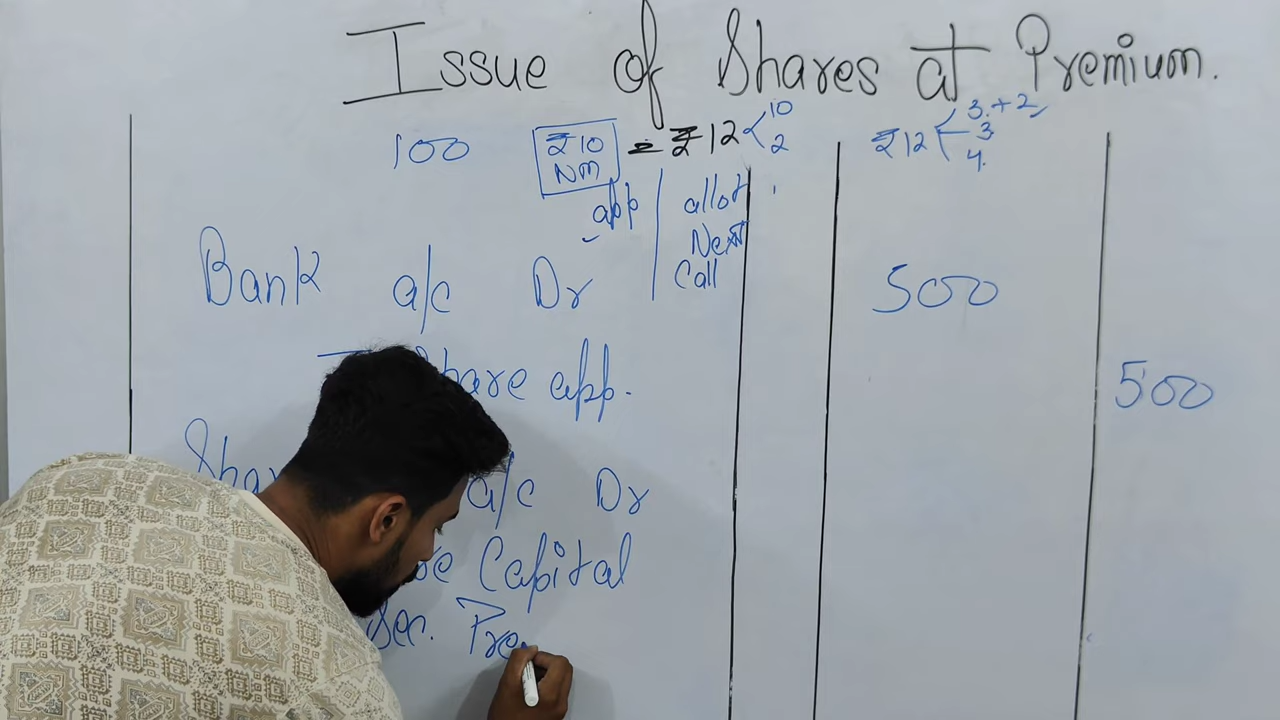 Issue of Shares at Premium.
100 ₹10 Nm = ₹12 < 10 2 ₹12 < 3.+2 3 4.
app allot
Next
Call
Bank a/c Dr 500
Share app. 500
a/c Dr
Capital
Sec. Pre